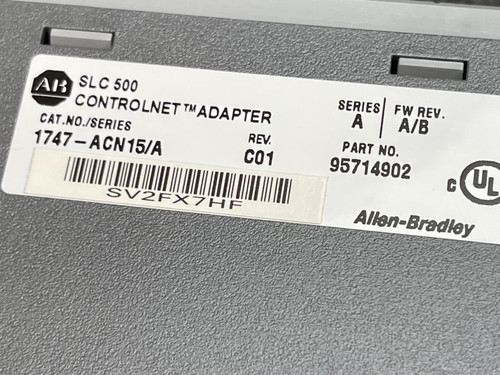 AB
SLC 500
CONTROLNET™ ADAPTER
CAT.NO./SERIES
1747-ACN15/A
REV.
C01
SERIES
A
FW REV.
A/B
PART NO.
95714902
SV2FX7HF
C UL
Allen-Bradley